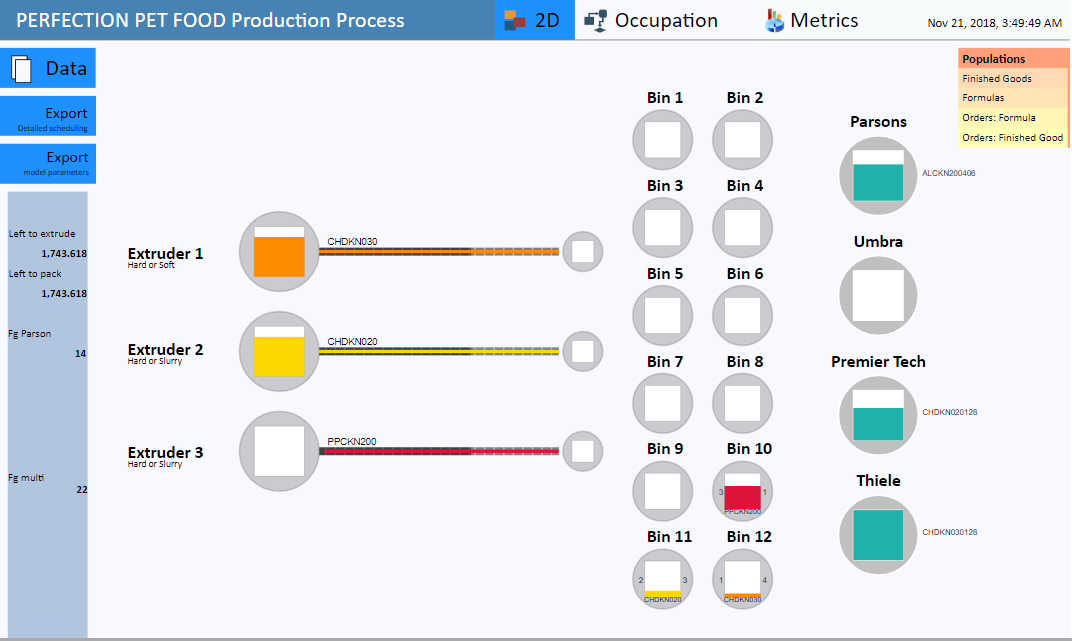 PERFECTION PET FOOD Production Process
2D
Occupation
Metrics
Nov 21, 2018, 3:49:49 AM
Data
Export
Detailed scheduling
Export
model parameters
Left to extrude
1,743.618
Left to pack
1,743.618
Fg Parson
14
Fg multi
22
Extruder 1
Hard or Soft
CHDKN030
Extruder 2
Hard or Slurry
CHDKN020
Extruder 3
Hard or Slurry
PPCKN200
Bin 1
Bin 2
Bin 3
Bin 4
Bin 5
Bin 6
Bin 7
Bin 8
Bin 9
Bin 10
3
1
PPCKN200
Bin 11
Bin 12
2
3
CHDKN020
1
4
CHDKN030
Parsons
ALCKN200406
Umbra
Premier Tech
CHDKN020128
Thiele
CHDKN030128
Populations
Finished Goods
Formulas
Orders: Formula
Orders: Finished Good